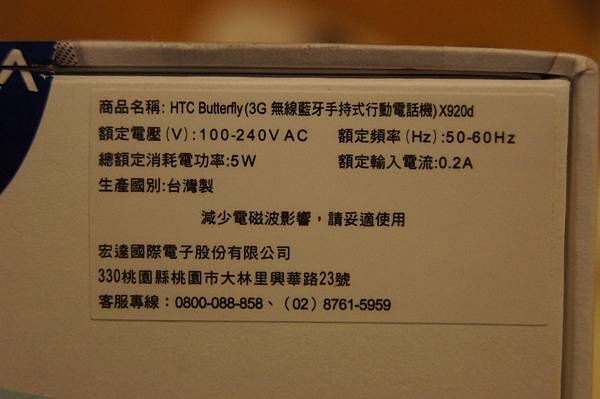 商品名稱: HTC Butterfly(3G 無線藍牙手持式行動電話機) X920d
額定電壓(V):100-240V AC 額定頻率(Hz):50-60Hz
總額定消耗電功率:5W 額定輸入電流:0.2A
生產國別:台灣製
減少電磁波影響，請妥適使用
宏達國際電子股份有限公司
330桃園縣桃園市大林里興華路23號
客服專線：0800-088-858、（02）8761-5959